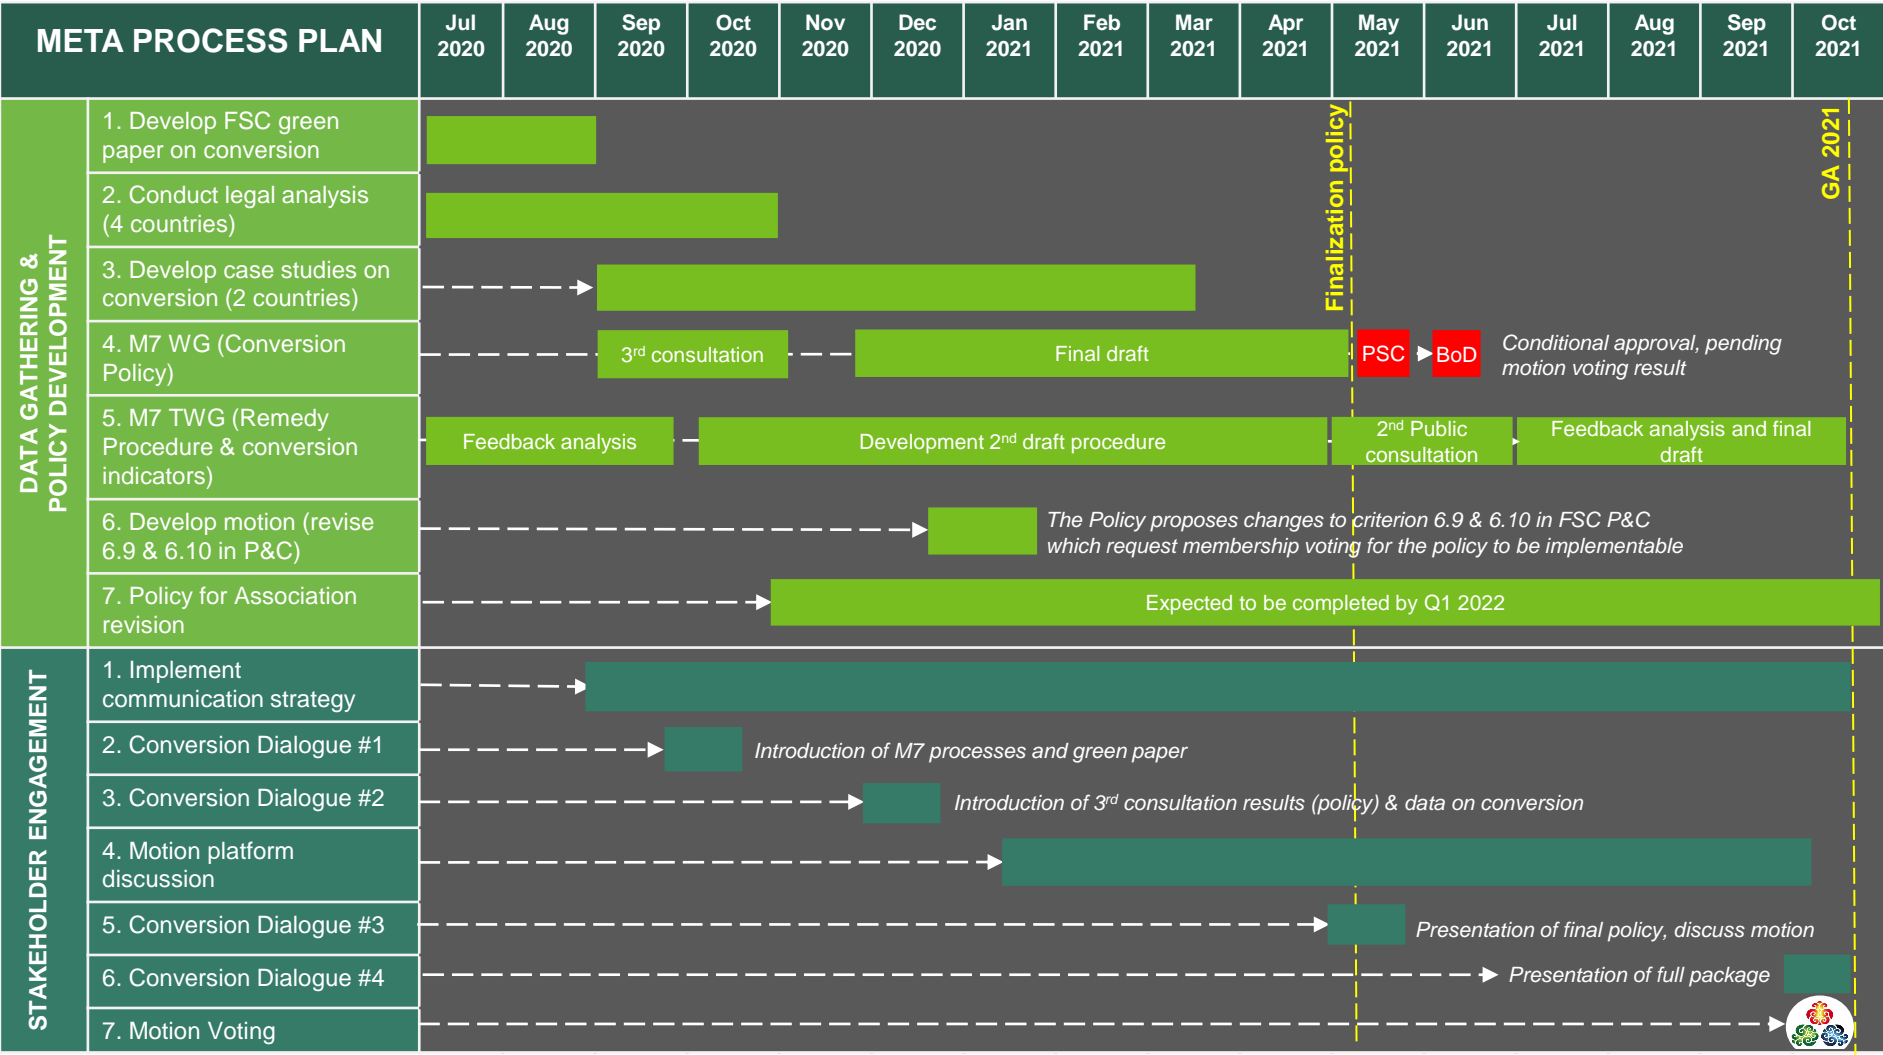 META PROCESS PLAN
Jul
2020
Aug
2020
Sep
2020
Oct
2020
Nov
2020
Dec
2020
Jan
2021
Feb
2021
Mar
2021
Apr
2021
May
2021
Jun
2021
Jul
2021
Aug
2021
Sep
2021
Oct
2021
DATA GATHERING &
POLICY DEVELOPMENT
1. Develop FSC green
paper on conversion
2. Conduct legal analysis
(4 countries)
3. Develop case studies on
conversion (2 countries)
4. M7 WG (Conversion
Policy)
3rd consultation
Final draft
PSC
BoD
Conditional approval, pending
motion voting result
5. M7 TWG (Remedy
Procedure & conversion
indicators)
Feedback analysis
Development 2nd draft procedure
2nd Public
consultation
Feedback analysis and final
draft
6. Develop motion (revise
6.9 & 6.10 in P&C)
The Policy proposes changes to criterion 6.9 & 6.10 in FSC P&C
which request membership voting for the policy to be implementable
7. Policy for Association
revision
Expected to be completed by Q1 2022
Finalization policy
GA 2021
STAKEHOLDER ENGAGEMENT
1. Implement
communication strategy
2. Conversion Dialogue #1
Introduction of M7 processes and green paper
3. Conversion Dialogue #2
Introduction of 3rd consultation results (policy) & data on conversion
4. Motion platform
discussion
5. Conversion Dialogue #3
Presentation of final policy, discuss motion
6. Conversion Dialogue #4
Presentation of full package
7. Motion Voting